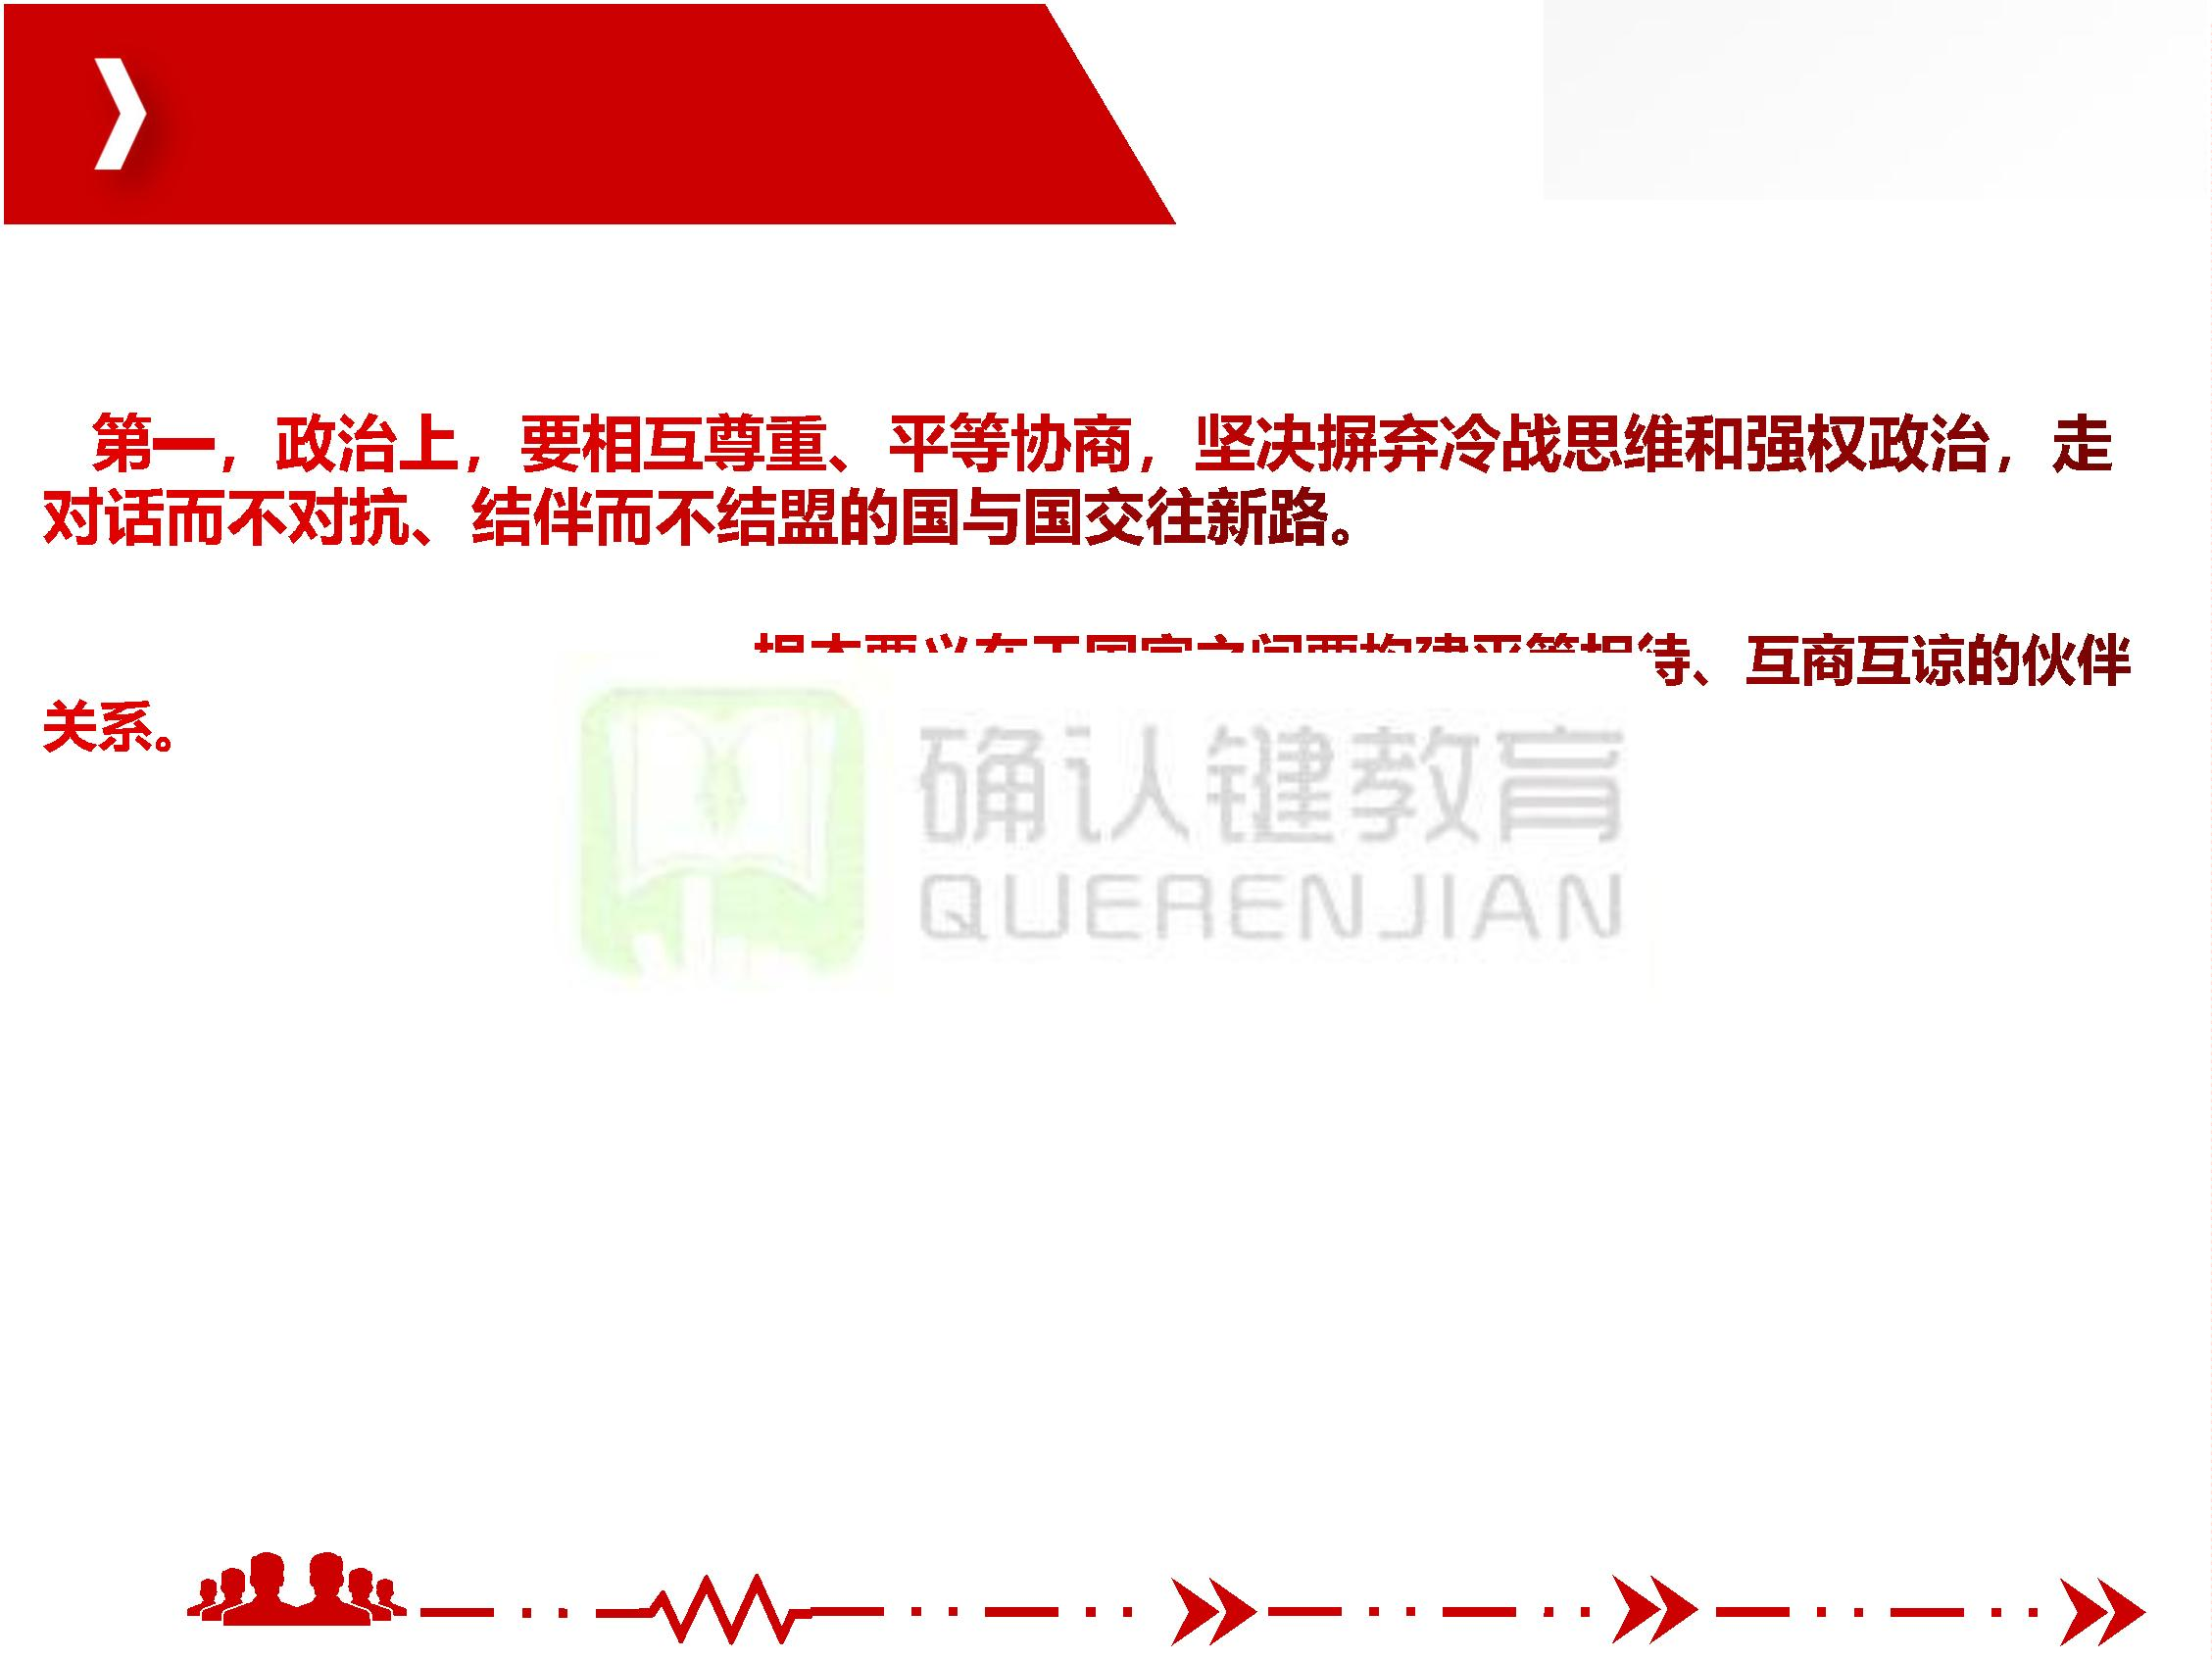 第一，政治上，要相互尊重、平等协商，坚决摒弃冷战思维和强权政治，走
对话而不对抗、结伴而不结盟的国与国交往新路。
待、互商互谅的伙伴
关系。
确认键教育
QUERENJIAN